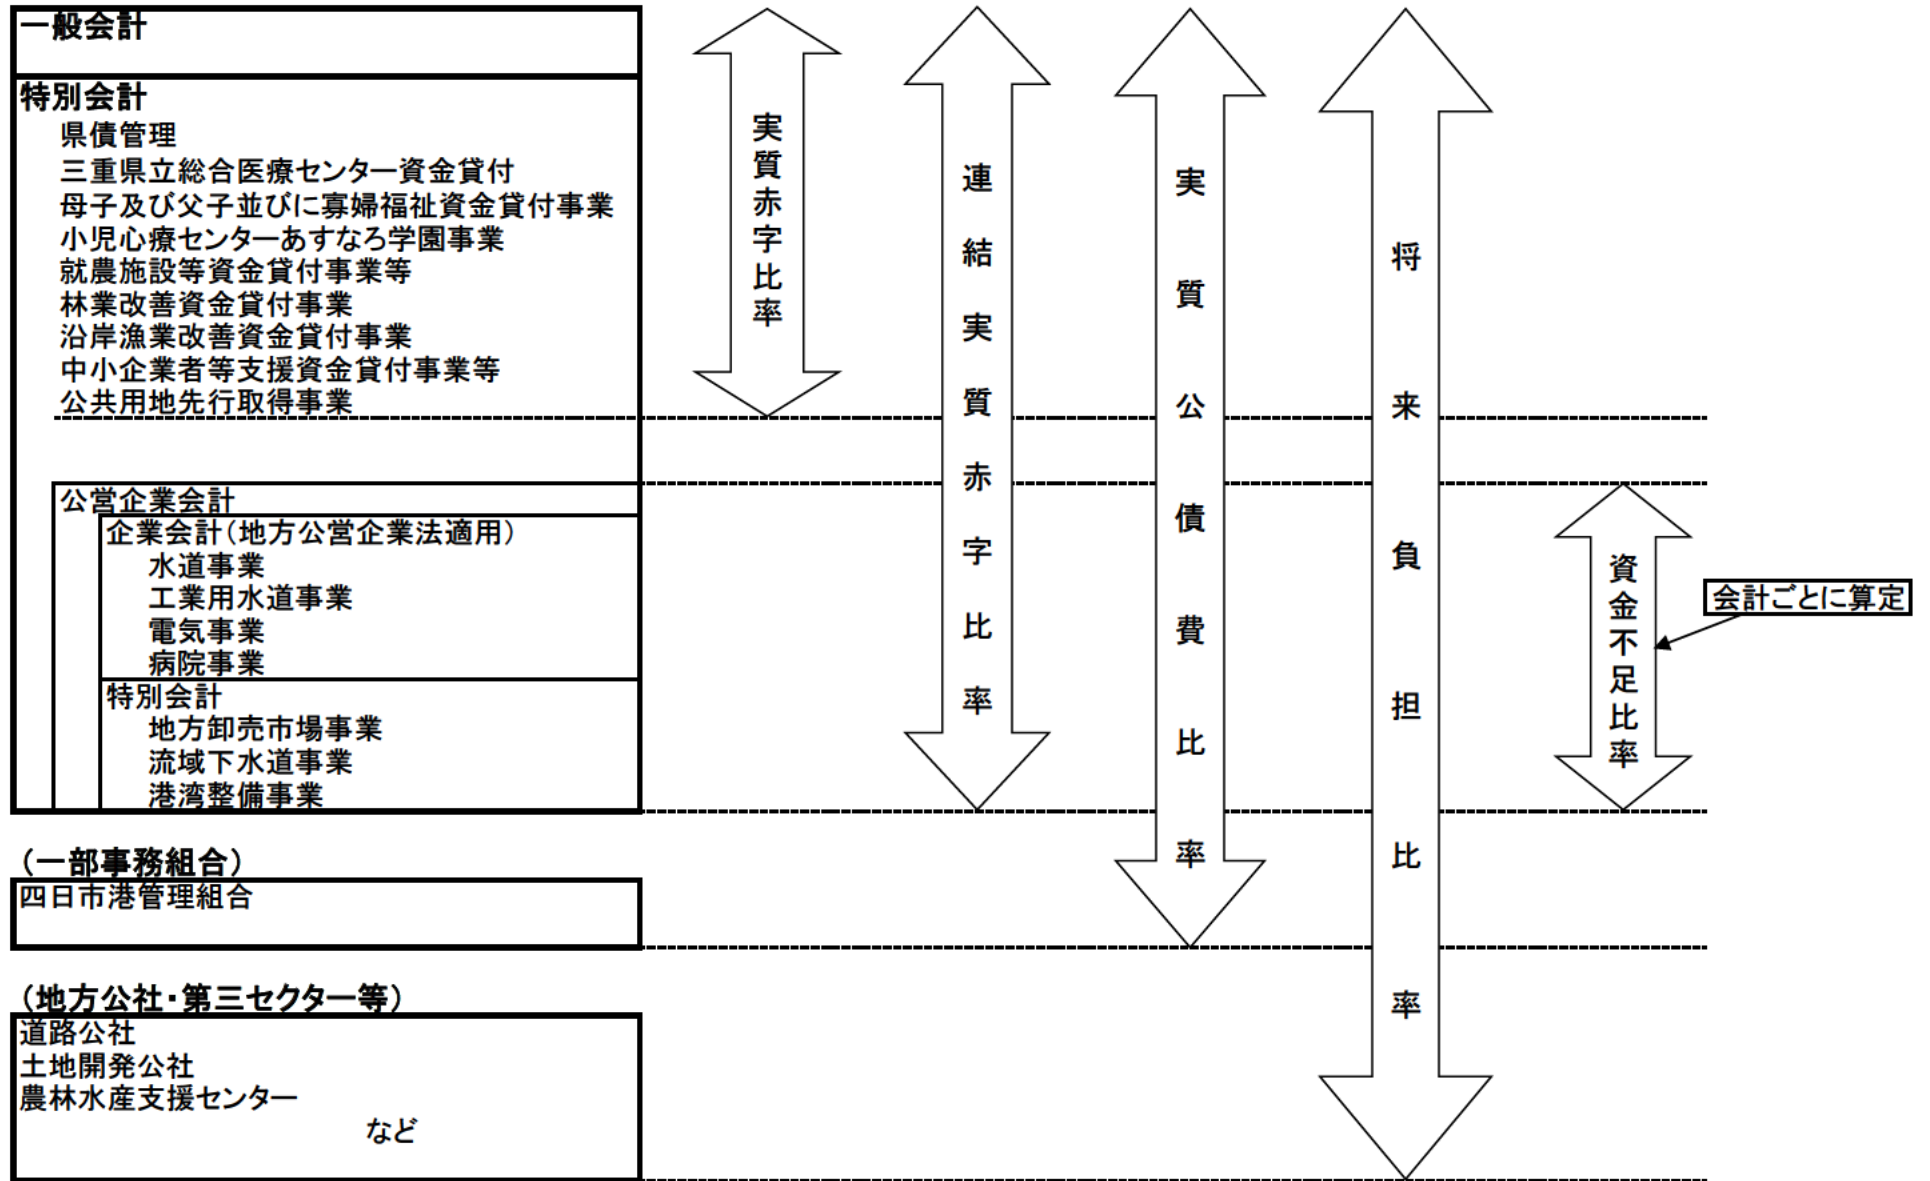 一般会計
特別会計
県債管理
三重県立総合医療センター資金貸付
母子及び父子並びに寡婦福祉資金貸付事業
小児心療センターあすなろ学園事業
就農施設等資金貸付事業等
林業改善資金貸付事業
沿岸漁業改善資金貸付事業
中小企業者等支援資金貸付事業等
公共用地先行取得事業
公営企業会計
企業会計(地方公営企業法適用)
水道事業
工業用水道事業
電気事業
病院事業
特別会計
地方卸売市場事業
流域下水道事業
港湾整備事業
(一部事務組合)
四日市港管理組合
(地方公社・第三セクター等)
道路公社
土地開発公社
農林水産支援センター
など
実質赤字比率
連結実質赤字比率
実質公債費比率
将来負担比率
資金不足比率
会計ごとに算定